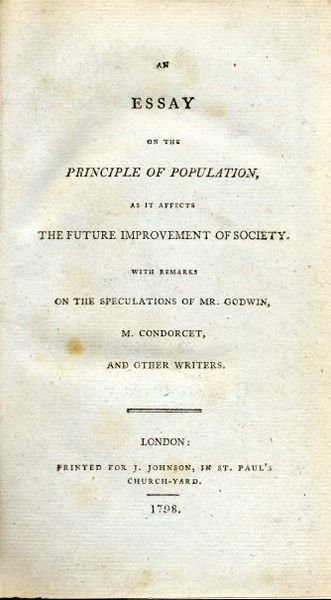 AN
ESSAY
ON THE
PRINCIPLE OF POPULATION,
AS IT AFFECTS
THE FUTURE IMPROVEMENT OF SOCIETY.
WITH REMARKS
ON THE SPECULATIONS OF MR. GODWIN,
M. CONDORCET,
AND OTHER WRITERS.
LONDON:
PRINTED FOR J. JOHNSON, IN ST. PAUL'S
CHURCH-YARD.
1798.